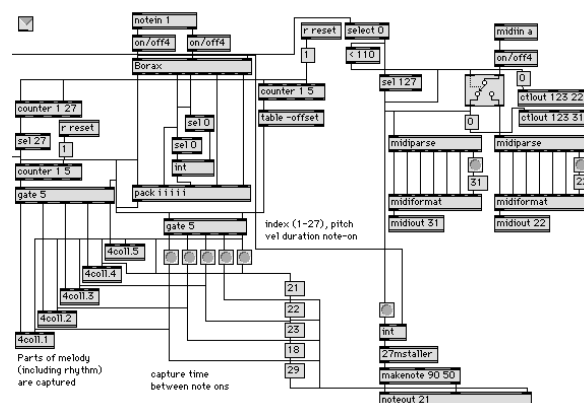 notein 1
r reset
select 0
midiin a
on/off4
on/off4
1
< 110
on/off4
Borax
sel 127
0
counter 1 27
counter 1 5
ctlout 123 22
r reset
table -offset
0
ctlout 123 31
sel 27
1
sel 0
sel 0
midiparse
midiparse
counter 1 5
int
31
gate 5
pack i i i i i
midiformat
midiformat
gate 5
index (1-27), pitch
vel duration note-on
midiout 31
midiout 22
4coll.5
4coll.4
4coll.3
4coll.2
4coll.1
21
22
23
18
29
int
27mstaller
makenote 90 50
noteout 21
Parts of melody
(including rhythm)
are captured
capture time
between note ons